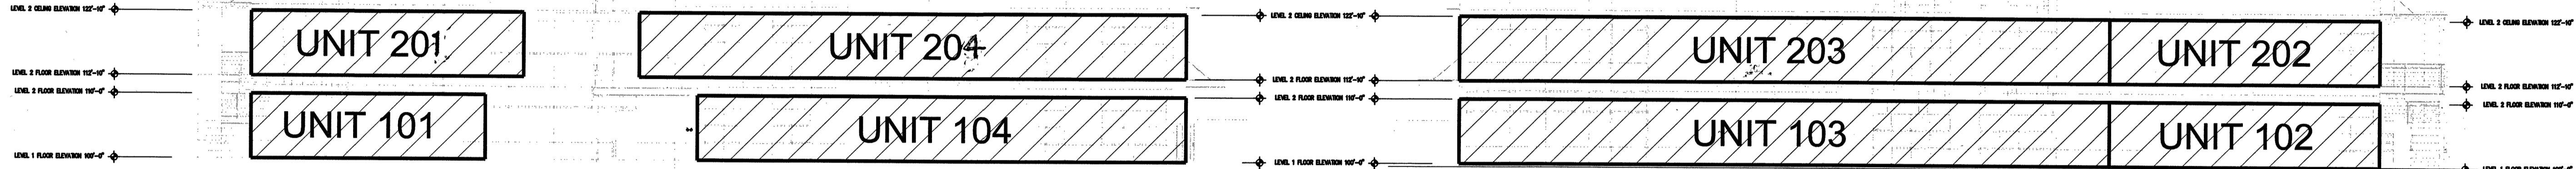 LEVEL 2 CELING ELEVATION 122'-10"
UNIT 201
UNIT 204
LEVEL 2 CELING ELEVATION 122'-10"
UNIT 203
UNIT 202
LEVEL 2 CELING ELEVATION 122'-10"
LEVEL 2 FLOOR ELEVATION 112'-10"
LEVEL 2 FLOOR ELEVATION 112'-10"
LEVEL 2 FLOOR ELEVATION 112'-10"
LEVEL 2 FLOOR ELEVATION 110'-0"
LEVEL 2 FLOOR ELEVATION 110'-0"
LEVEL 2 FLOOR ELEVATION 110'-0"
UNIT 101
UNIT 104
UNIT 103
UNIT 102
LEVEL 1 FLOOR ELEVATION 100'-0"
LEVEL 1 FLOOR ELEVATION 100'-0"